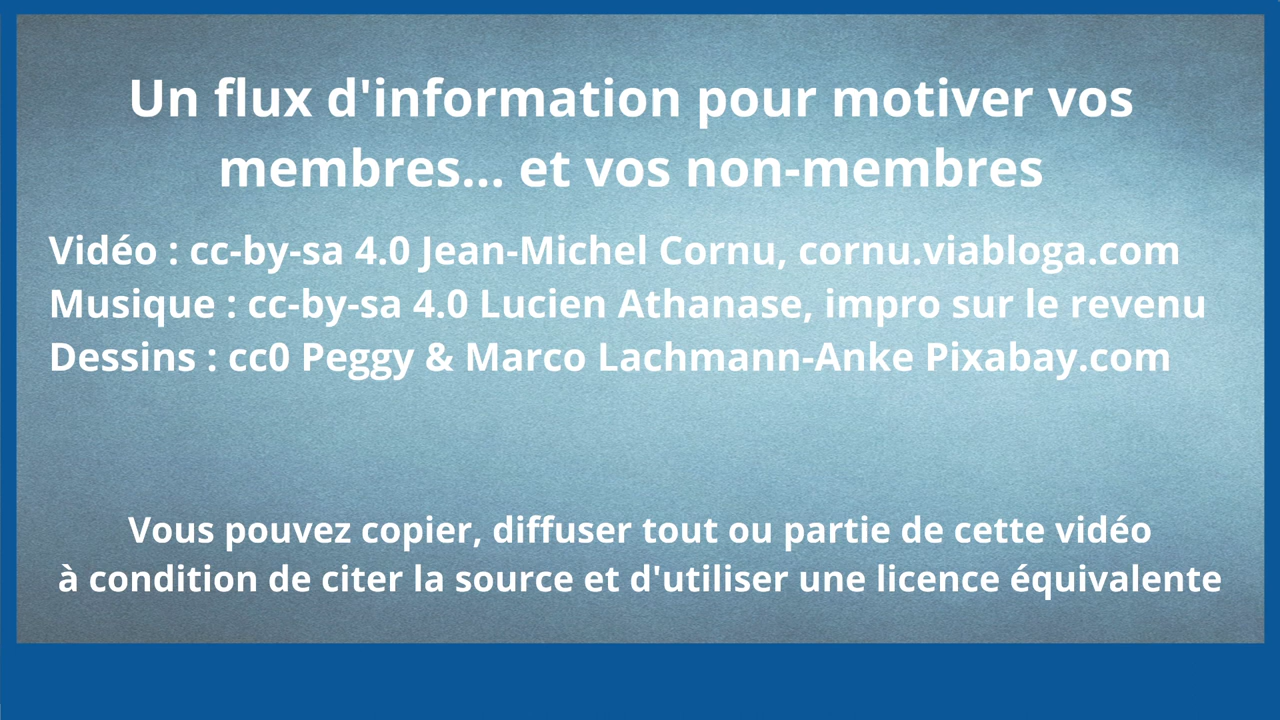 Un flux d'information pour motiver vos
membres... et vos non-membres
Vidéo : cc-by-sa 4.0 Jean-Michel Cornu, cornu.viabloga.com
Musique : cc-by-sa 4.0 Lucien Athanase, impro sur le revenu
Dessins : cc0 Peggy & Marco Lachmann-Anke Pixabay.com
Vous pouvez copier, diffuser tout ou partie de cette vidéo
à condition de citer la source et d'utiliser une licence équivalente